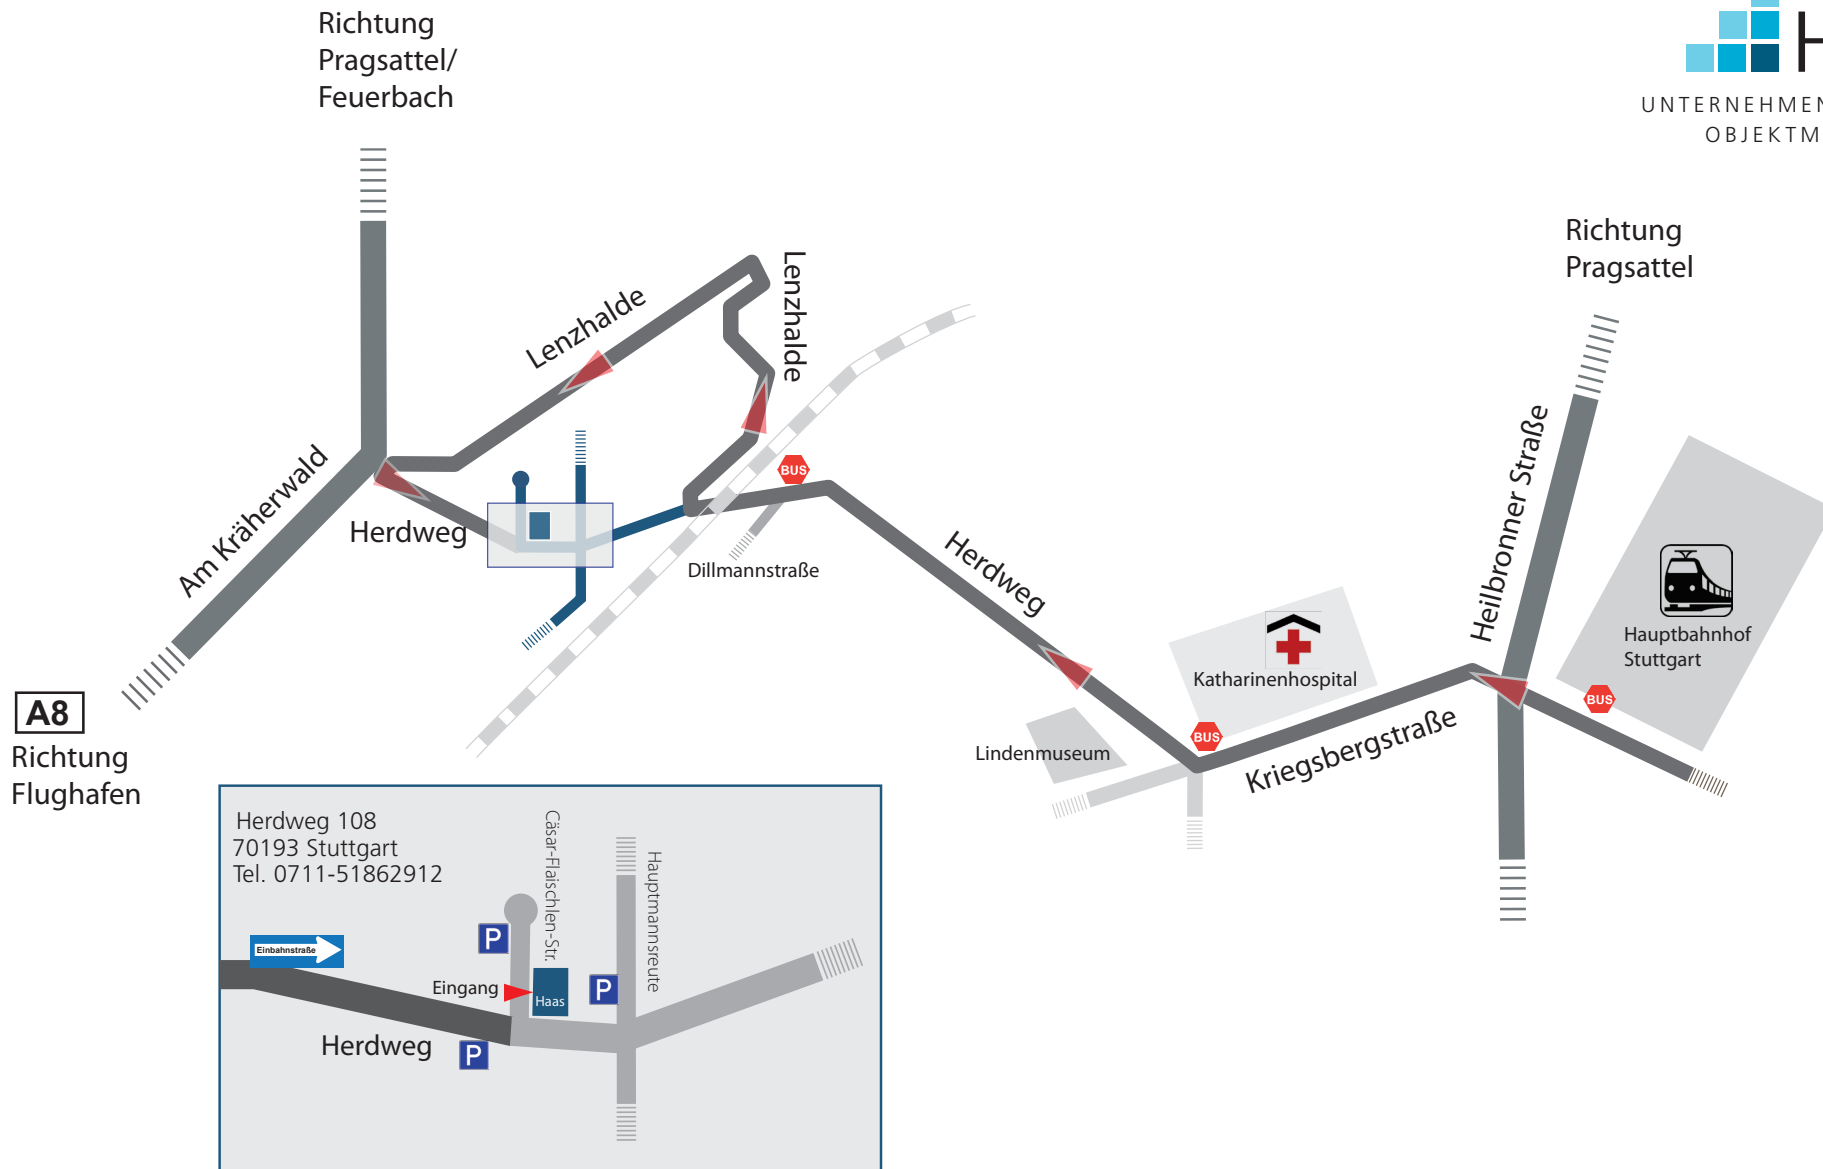 Richtung
Pragsattel/
Feuerbach
UNTERNEHMEN
OBJEKTM
Richtung
Pragsattel
Lenzhalde
Lenzhalde
Am Kräherwald
Herdweg
BUS
Dillmannstraße
Herdweg
Heilbronner Straße
Hauptbahnhof
Stuttgart
BUS
Katharinenhospital
BUS
Lindenmuseum
Kriegsbergstraße
A8
Richtung
Flughafen
Herdweg 108
70193 Stuttgart
Tel. 0711-51862912
Cäsar-Flaischlen-Str.
Hauptmannsreute
Einbahnstraße
P
Eingang
Haas
P
Herdweg
P